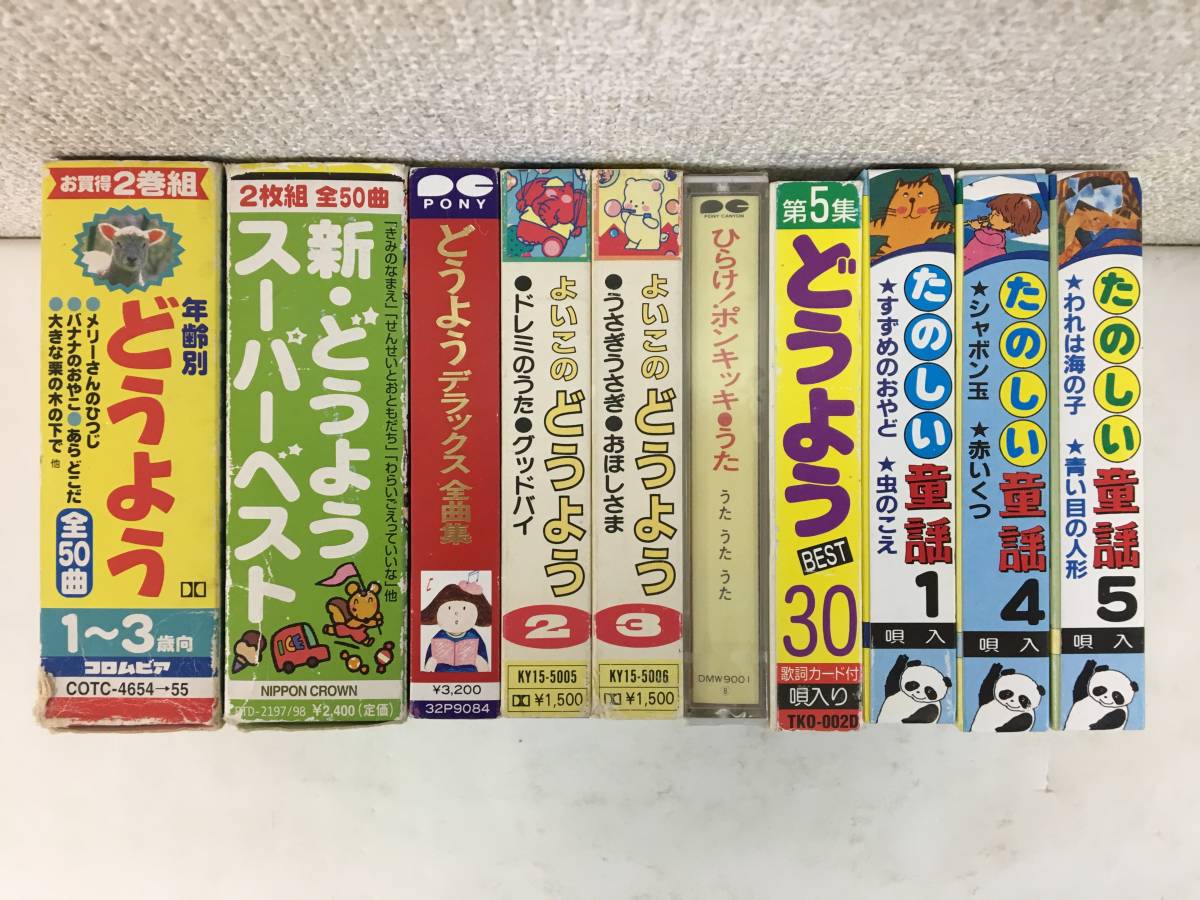 お買得2巻組
年齢別
どうよう
●メリーさんのひつじ
●バナナのおやこ●あらどこだ
●大きな栗の木の下で 他
全50曲
1〜3歳向
コロムビア
COTC-4654→55
2枚組 全50曲
「きみのなまえ」「せんせいとおともだち」「わらいごえっていいな」他
新・どうよう
スーパーベスト
ICE
NIPPON CROWN
TD-2197/98 ¥2,400(定価)
PONY
どうようデラックス全曲集
¥3,200
32P9084
よいこの どうよう
●ドレミのうた●グッドバイ
2
KY15-5005
¥1,500
よいこの どうよう
●うさぎうさぎ●おほしさま
3
KY15-5006
¥1,500
PONY CANYON
ひらけ!ポンキッキ●うた
うた うた うた
DMW9001
B
第5集
どうよう
BEST
30
歌詞カード付
唄入り
TKO-002D
たのしい童謡
★すずめのおやど ★虫のこえ
1
唄入
たのしい童謡
★シャボン玉 ★赤いくつ
4
唄入
たのしい童謡
★われは海の子 ★青い目の人形
5
唄入